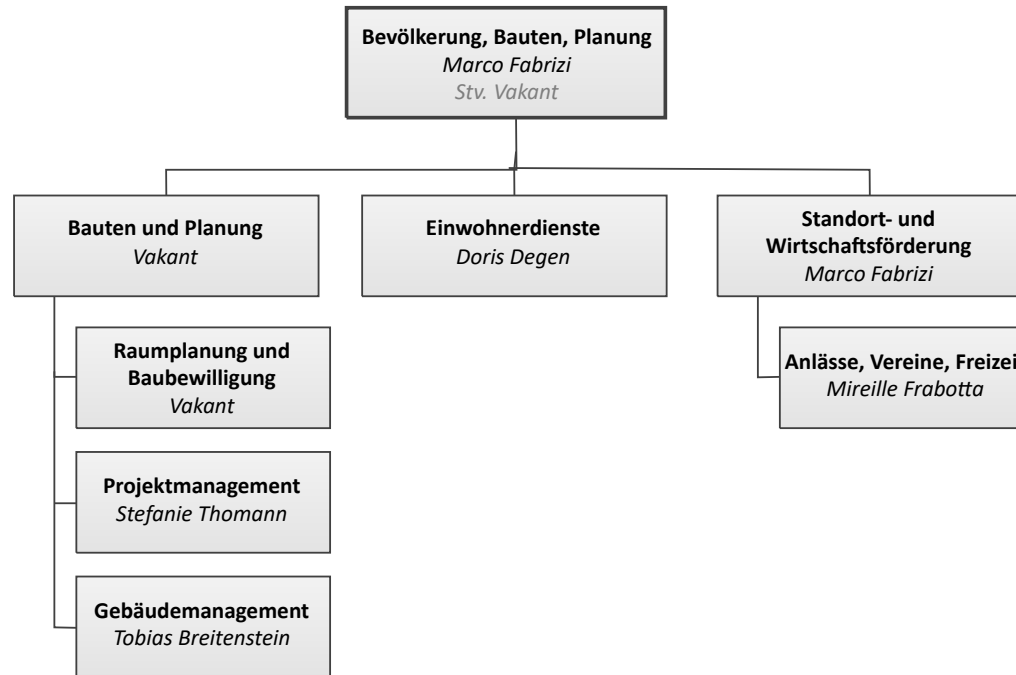 Bevölkerung, Bauten, Planung
Marco Fabrizi
Stv. Vakant
Bauten und Planung
Vakant
Einwohnerdienste
Doris Degen
Standort- und
Wirtschaftsförderung
Marco Fabrizi
Raumplanung und
Baubewilligung
Vakant
Projektmanagement
Stefanie Thomann
Gebäudemanagement
Tobias Breitenstein
Anlässe, Vereine, Freizei
Mireille Frabotta